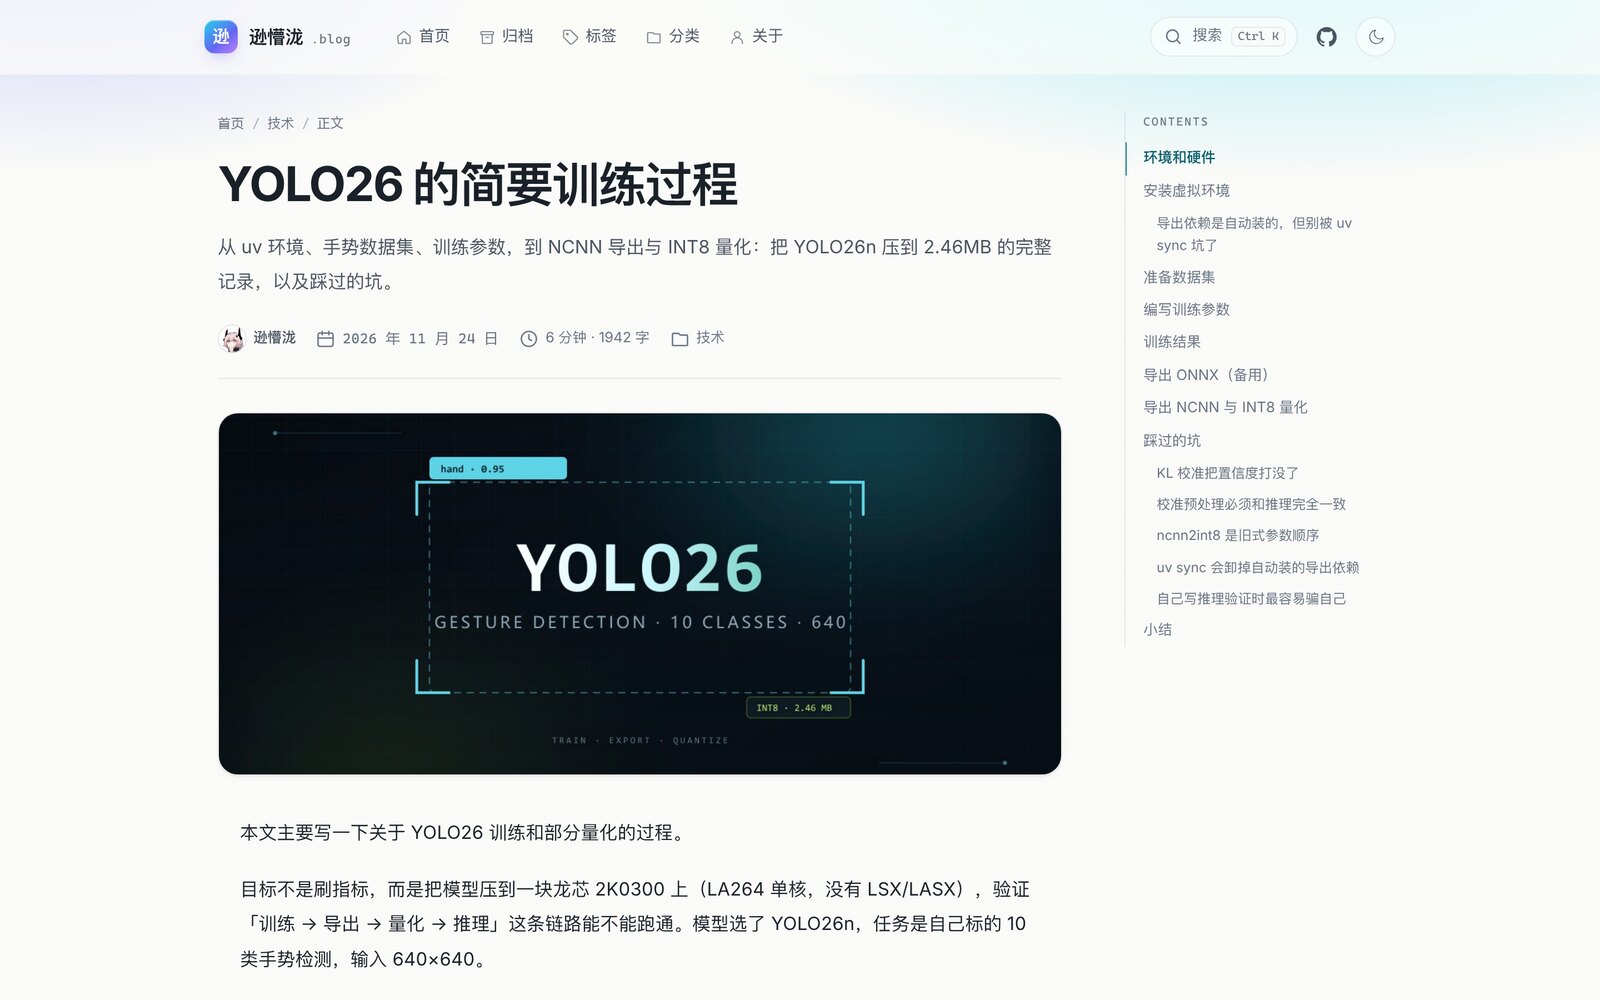 逊 逊懵泷 .blog 首页 归档 标签 分类 关于 搜索 Ctrl K
首页 / 技术 / 正文
YOLO26 的简要训练过程
从 uv 环境、手势数据集、训练参数，到 NCNN 导出与 INT8 量化：把 YOLO26n 压到 2.46MB 的完整
记录，以及踩过的坑。
逊懵泷 2026 年 11 月 24 日 6 分钟 · 1942 字 技术
hand · 0.95
YOLO26
GESTURE DETECTION · 10 CLASSES · 640
INT8 · 2.46 MB
TRAIN · EXPORT · QUANTIZE
本文主要写一下关于 YOLO26 训练和部分量化的过程。
目标不是刷指标，而是把模型压到一块龙芯 2K0300 上（LA264 单核，没有 LSX/LASX），验证
「训练 → 导出 → 量化 → 推理」这条链路能不能跑通。模型选了 YOLO26n，任务是自己标的 10
类手势检测，输入 640×640。
CONTENTS
环境和硬件
安装虚拟环境
导出依赖是自动装的，但别被 uv
sync 坑了
准备数据集
编写训练参数
训练结果
导出 ONNX（备用）
导出 NCNN 与 INT8 量化
踩过的坑
KL 校准把置信度打没了
校准预处理必须和推理完全一致
ncnn2int8 是旧式参数顺序
uv sync 会卸掉自动装的导出依赖
自己写推理验证时最容易骗自己
小结